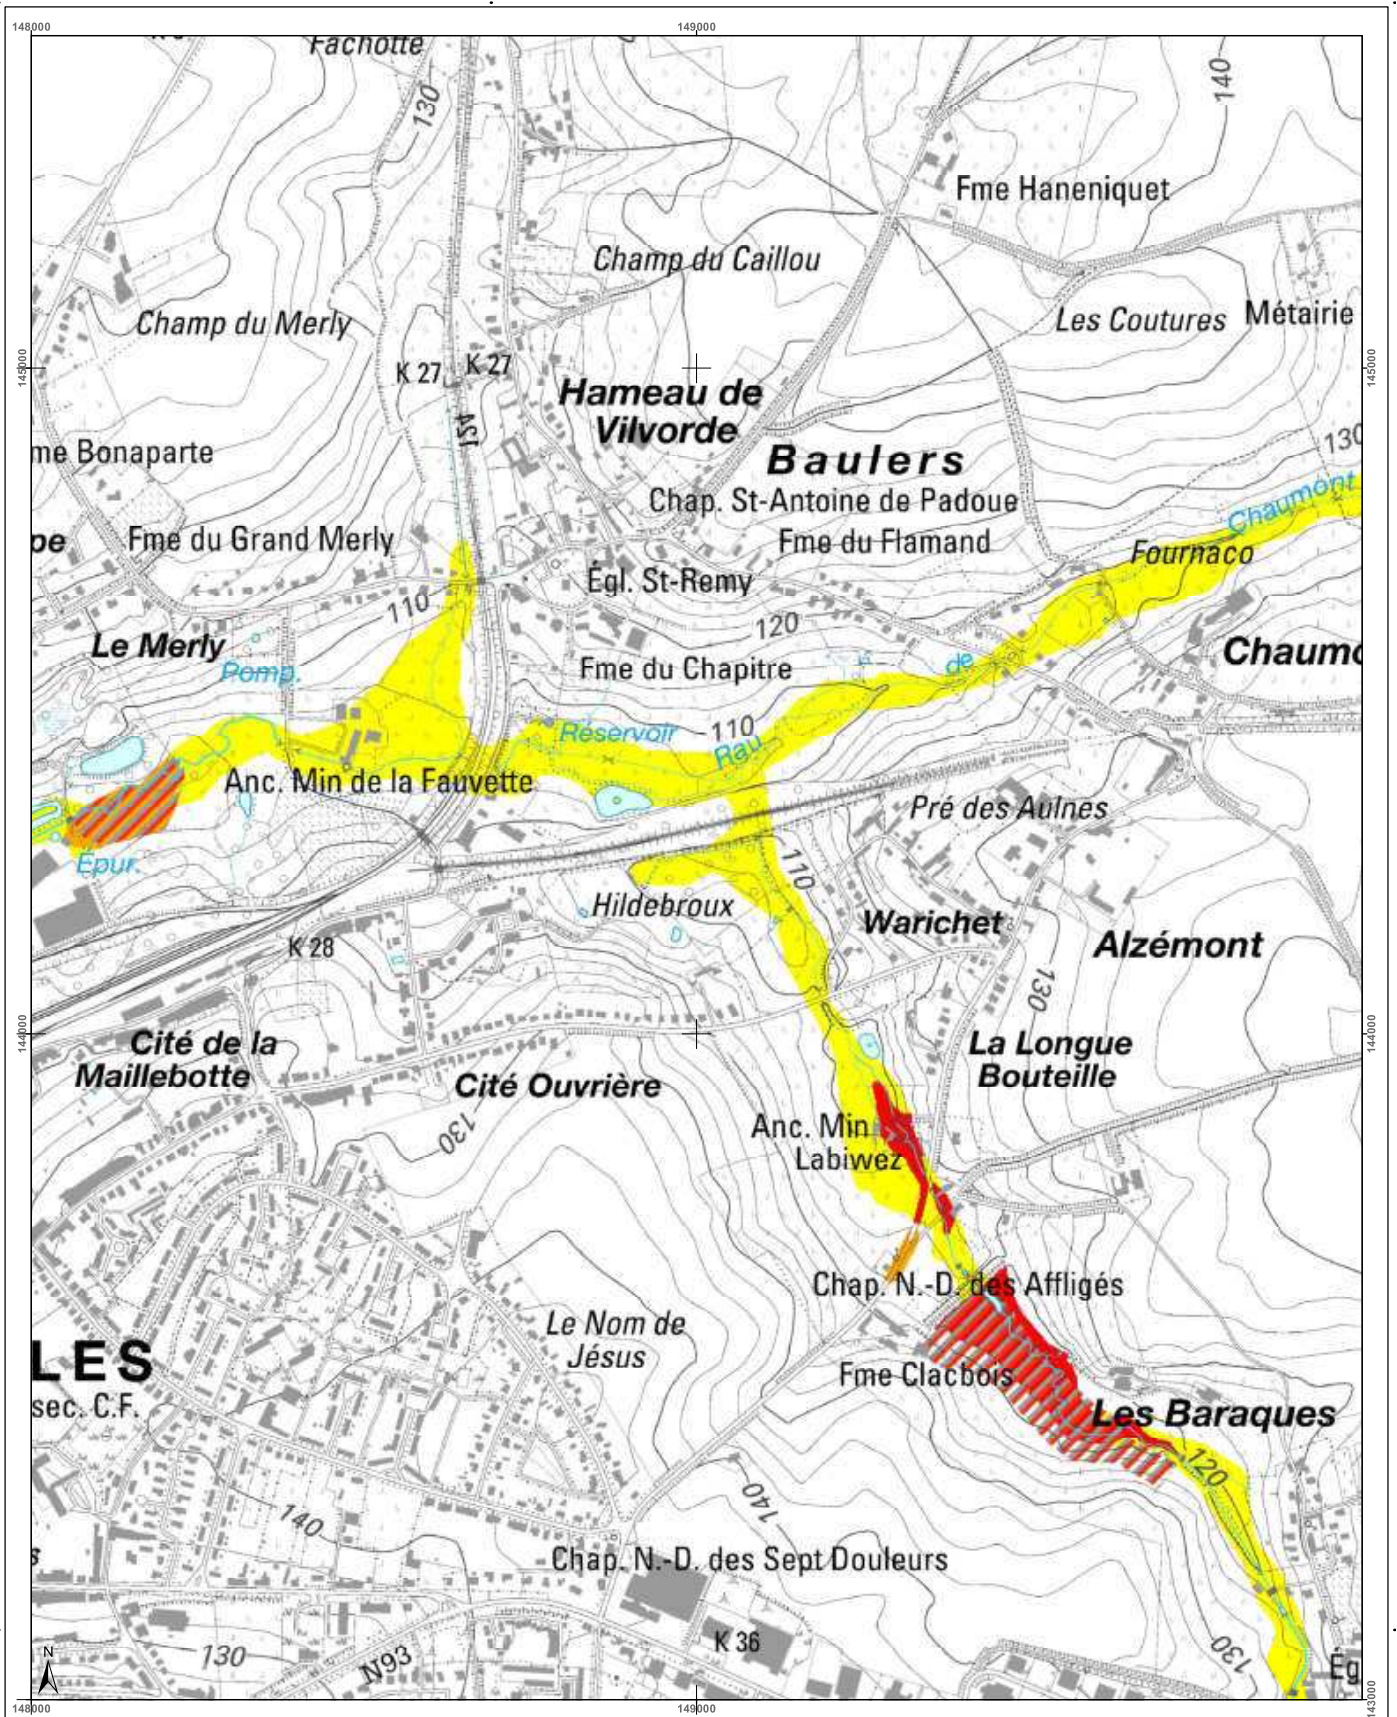 148000
149000
Fachotte
130
140
Fme Haneniquet
Champ du Caillou
Les Coutures
Métairie
Champ du Merly
145000
145000
K 27
K 27
124
Hameau de
Vilvorde
Baulers
130
me Bonaparte
Chap. St-Antoine de Padoue
Chaumont
pe
Fme du Grand Merly
Fme du Flamand
Fournaco
Égl. St-Remy
110
120
Le Merly
Chaumo
Pomp.
Fme du Chapitre
de
Réservoir
110
Rau
Anc. Min de la Fauvette
Pré des Aulnes
Épur.
110
Hildebroux
Warichet
Alzémont
K 28
130
144000
144000
Cité de la
Maillebotte
La Longue
Bouteille
Cité Ouvrière
130
Anc. Min
Labiwez
Chap. N.-D. des Affligés
Le Nom de
Jésus
LES
Fme Clacbois
sec. C.F.
Les Baraques
120
140
140
s
Chap. N.-D. des Sept Douleurs
K 36
130
N93
130
Ég
N
148000
149000
143000